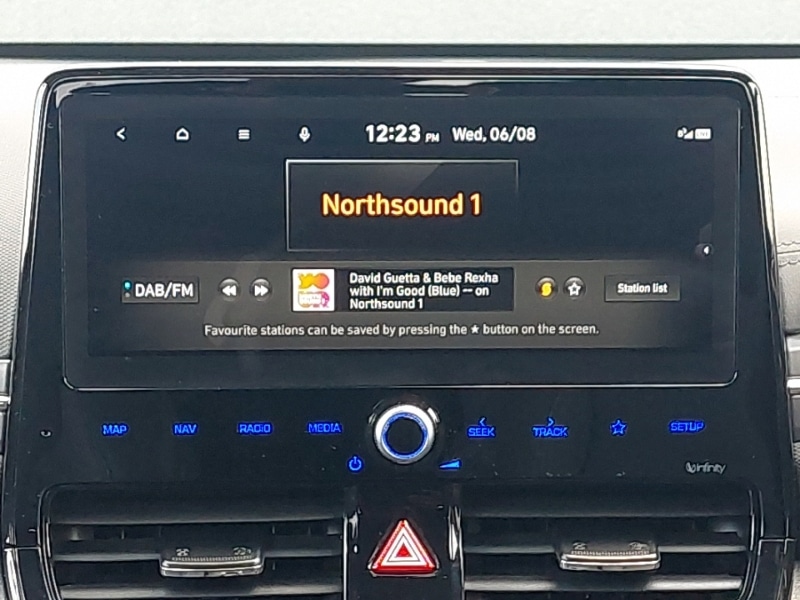 12:23 PM Wed, 06/08
Northsound 1
DAB/FM
David Guetta & Bebe Rexha
with I'm Good (Blue) -- on
Northsound 1
Station list
Favourite stations can be saved by pressing the ★ button on the screen.
MAP NAV RADIO MEDIA SEEK TRACK SETUP
infinity